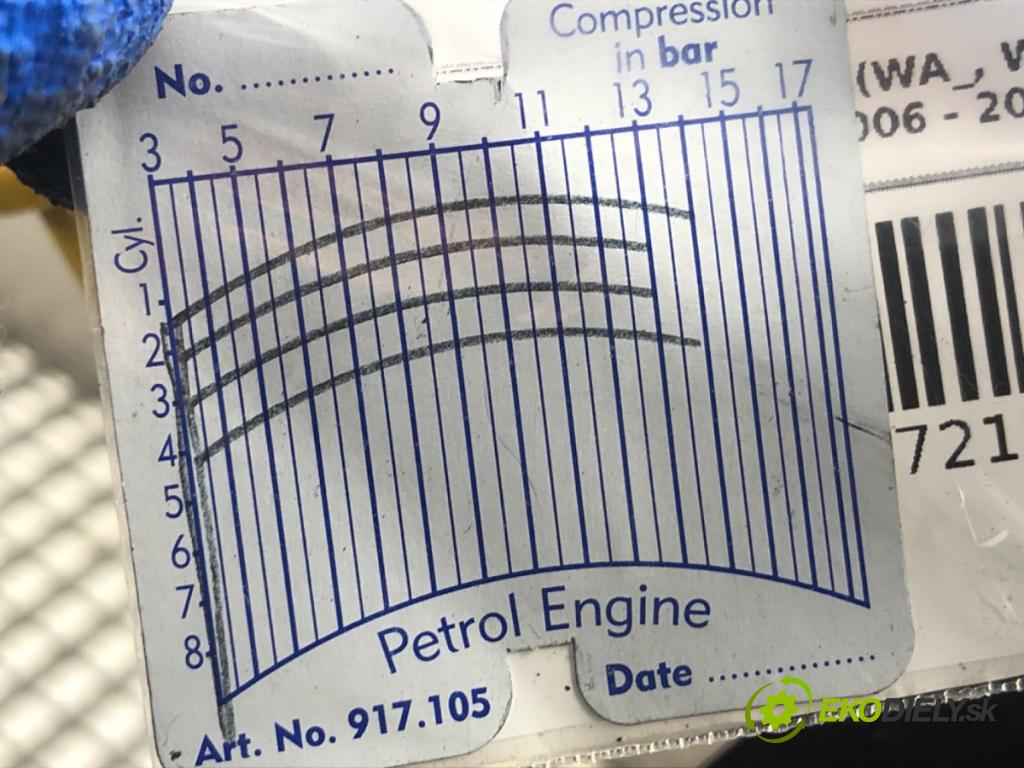 Compression
in bar
No. ..............
3 5 7 9 11 13 15 17
Cyl.
1
2
3
4
5
6
7
8
Petrol Engine
Date ..............
Art. No. 917.105
(WA_,
006 - 20
721
EKODIELY.sk